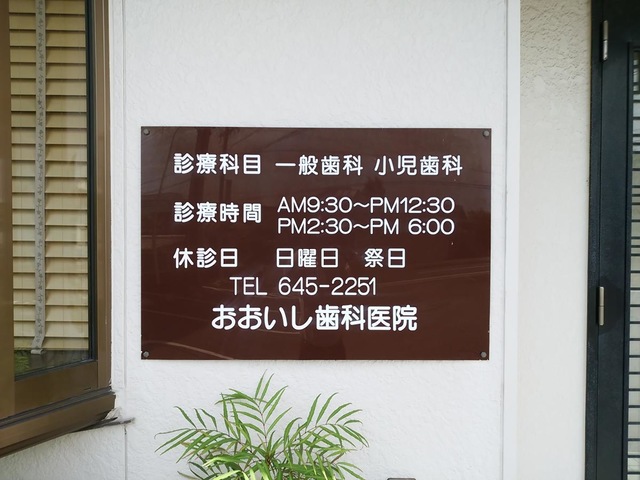 診療科目 一般歯科 小児歯科
診療時間 AM9:30～PM12:30
PM2:30～PM 6:00
休診日 日曜日 祭日
TEL 645-2251
おおいし歯科医院